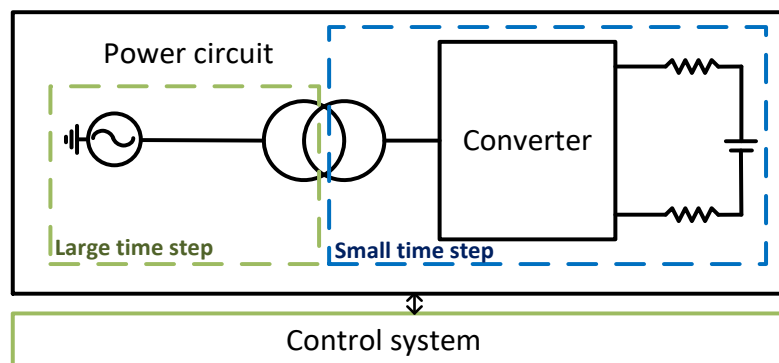 Power circuit
Converter
Large time step
Small time step
Control system